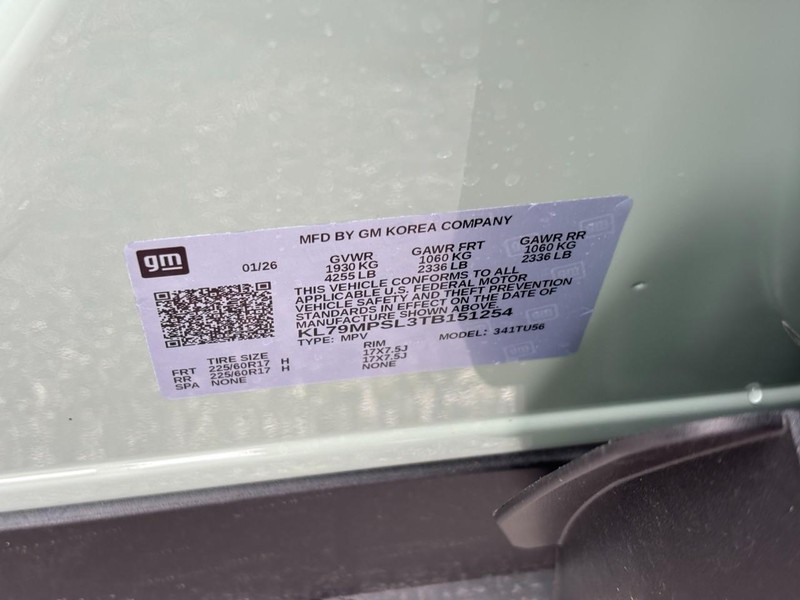 MFD BY GM KOREA COMPANY
gm
01/26
GVWR GAWR FRT GAWR RR
1930 KG 1060 KG 1060 KG
4255 LB 2336 LB 2336 LB
THIS VEHICLE CONFORMS TO ALL
APPLICABLE U.S. FEDERAL MOTOR
VEHICLE SAFETY AND THEFT PREVENTION
STANDARDS IN EFFECT ON THE DATE OF
MANUFACTURE SHOWN ABOVE.
KL79MPSL3TB151254
TYPE: MPV MODEL: 341TU56
TIRE SIZE RIM
FRT 225/60R17 H 17X7.5J
RR 225/60R17 H 17X7.5J
SPA NONE NONE